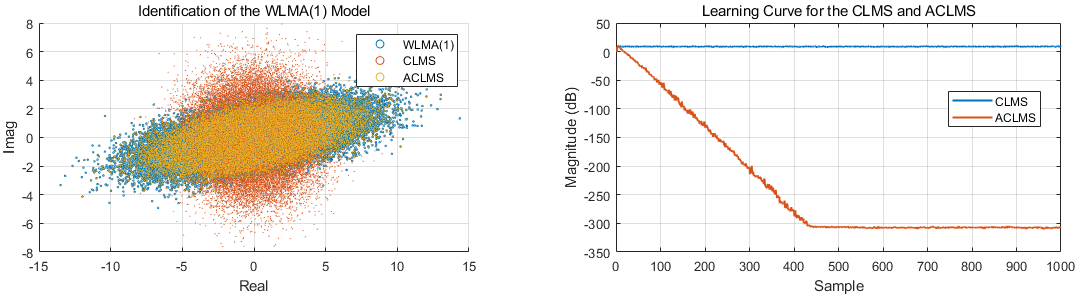 Identification of the WLMA(1) Model
8
6
4
2
0
-2
-4
-6
-8
Imag
-15 -10 -5 0 5 10 15
Real
WLMA(1)
CLMS
ACLMS
Learning Curve for the CLMS and ACLMS
50
0
-50
-100
-150
-200
-250
-300
-350
Magnitude (dB)
0 100 200 300 400 500 600 700 800 900 1000
Sample
CLMS
ACLMS